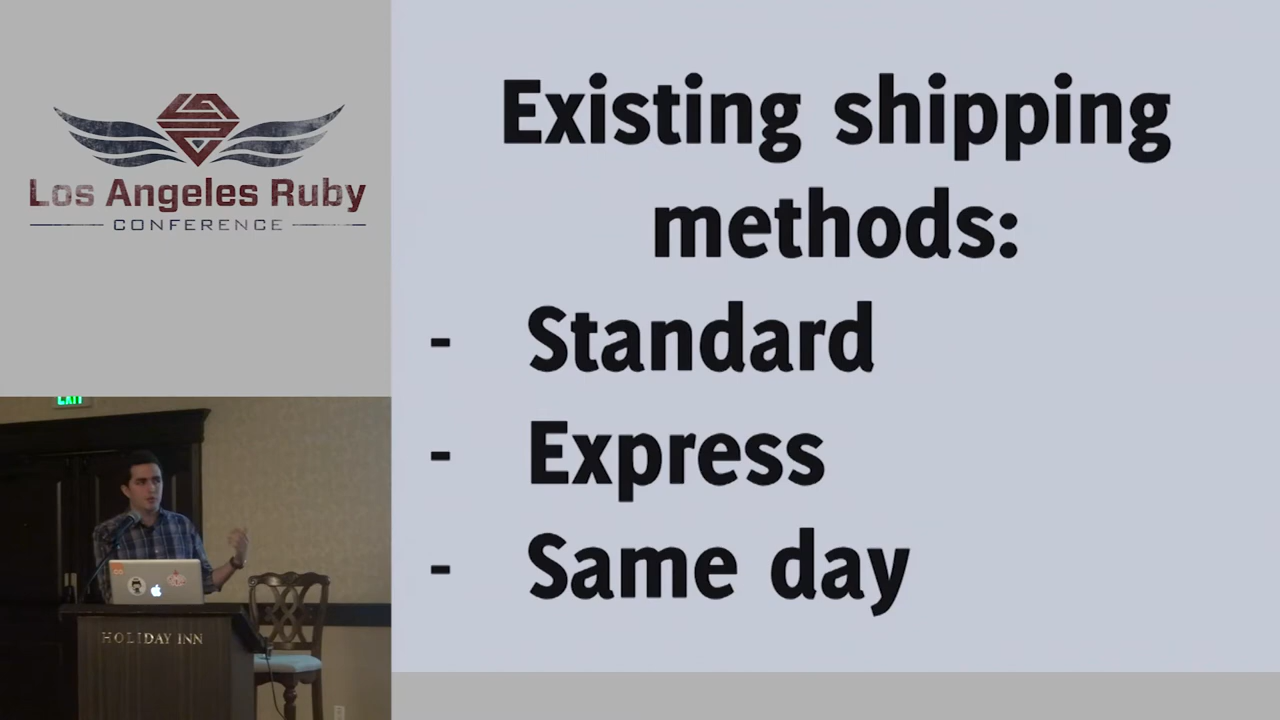 Los Angeles Ruby
CONFERENCE
Existing shipping
methods:
- Standard
- Express
- Same day
EXIT
HOLIDAY INN